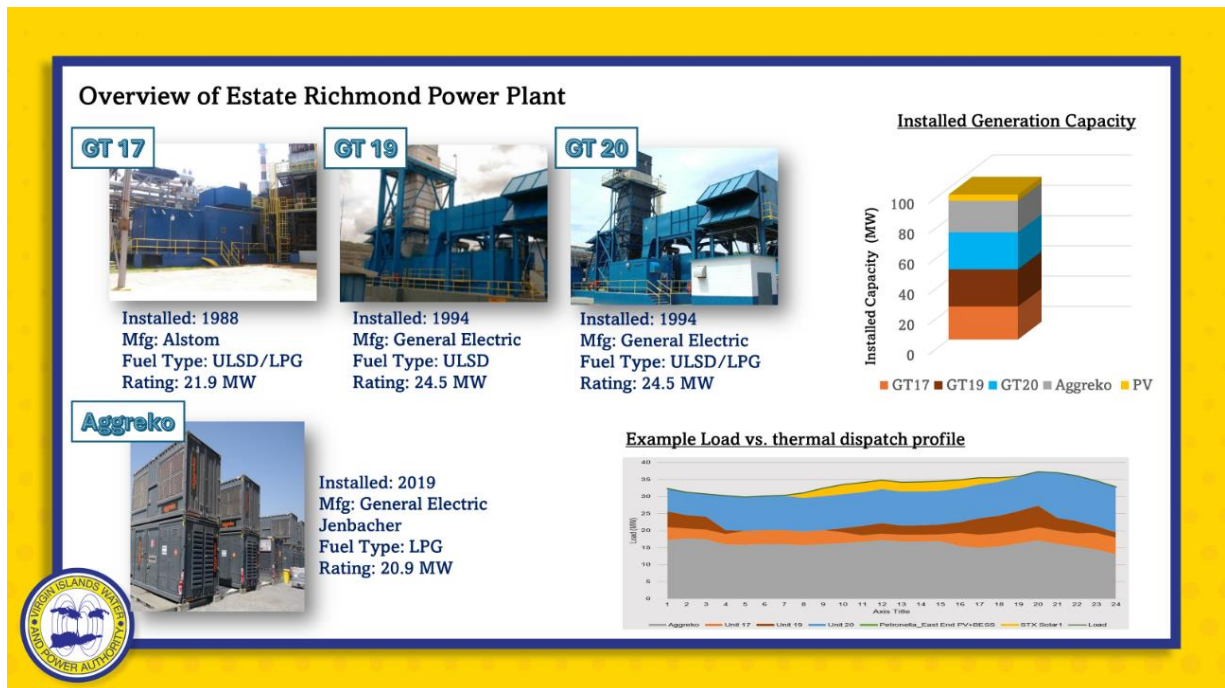 Overview of Estate Richmond Power Plant
GT 17
GT 19
GT 20
Installed: 1988
Mfg: Alstom
Fuel Type: ULSD/LPG
Rating: 21.9 MW
Installed: 1994
Mfg: General Electric
Fuel Type: ULSD
Rating: 24.5 MW
Installed: 1994
Mfg: General Electric
Fuel Type: ULSD/LPG
Rating: 24.5 MW
Installed Generation Capacity
Installed Capacity (MW)
100
80
60
40
20
0
GT17 GT19 GT20 Aggreko PV
Aggreko
Installed: 2019
Mfg: General Electric
Jenbacher
Fuel Type: LPG
Rating: 20.9 MW
Example Load vs. thermal dispatch profile
Load (MW)
40
35
30
25
20
15
10
5
0
1 2 3 4 5 6 7 8 9 10 11 12 13 14 15 16 17 18 19 20 21 22 23 24
Axis Title
Aggreko Unit 17 Unit 19 Unit 20 Petronella_East End PV+BESS STX Solar1 Load
VIRGIN ISLANDS WATER
AND POWER AUTHORITY